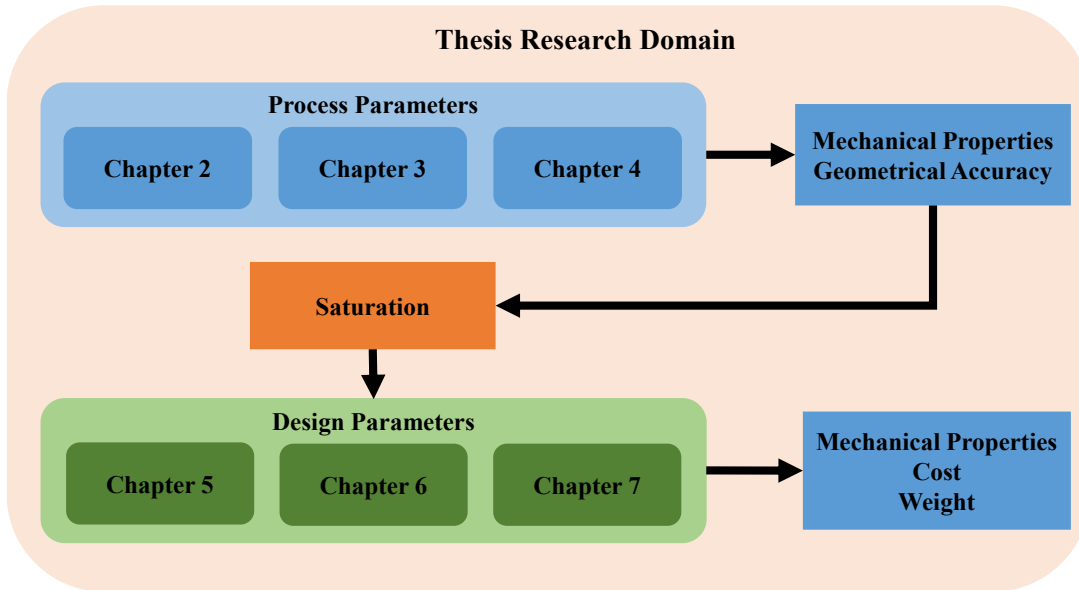 Thesis Research Domain
Process Parameters
Chapter 2
Chapter 3
Chapter 4
Mechanical Properties
Geometrical Accuracy
Saturation
Design Parameters
Chapter 5
Chapter 6
Chapter 7
Mechanical Properties
Cost
Weight